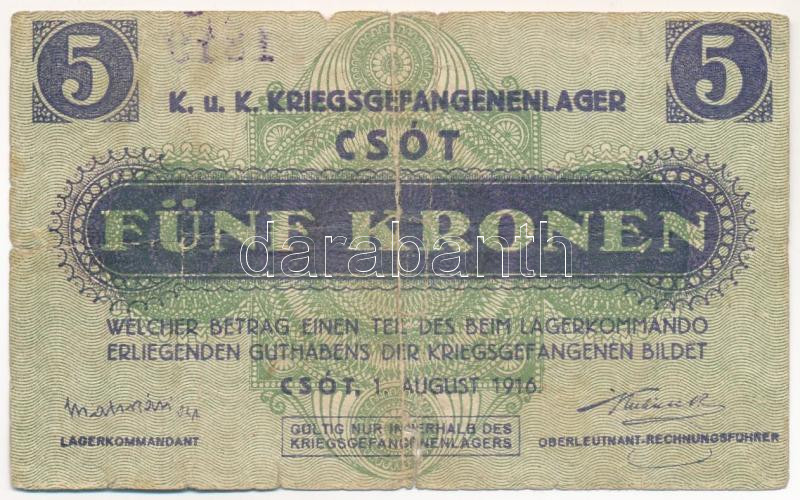 5 5
K. u. K. KRIEGSGEFANGENENLAGER
CSÓT
FÜNF KRONEN
darabanth
WELCHER BETRAG EINEN TEIL DES BEIM LAGERKOMMANDO
ERLIEGENDEN GUTHABENS DER KRIEGSGEFANGENEN BILDET
CSÓT, 1. AUGUST 1916.
LAGERKOMMANDANT
GÜLTIG NUR INNERHALB DES
KRIEGSGEFANGENENLAGERS
OBERLEUTNANT-RECHNUNGSFÜHRER